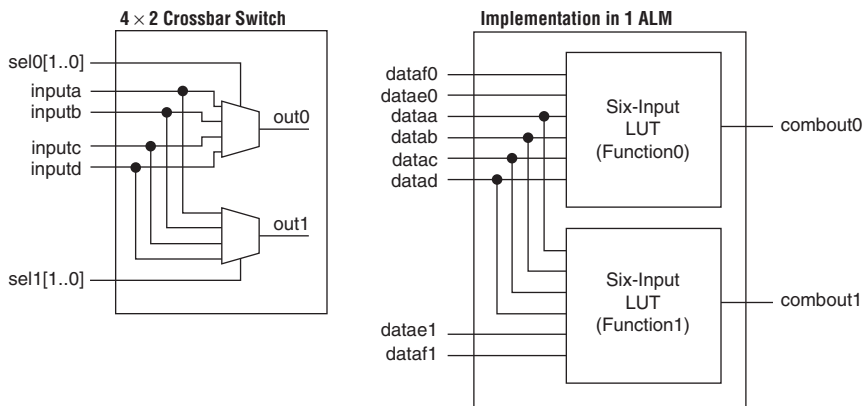 4 × 2 Crossbar Switch
sel0[1..0]
inputa
inputb
inputc
inputd
out0
out1
sel1[1..0]
Implementation in 1 ALM
dataf0
datae0
dataa
datab
datac
datad
Six-Input
LUT
(Function0)
combout0
Six-Input
LUT
(Function1)
combout1
datae1
dataf1